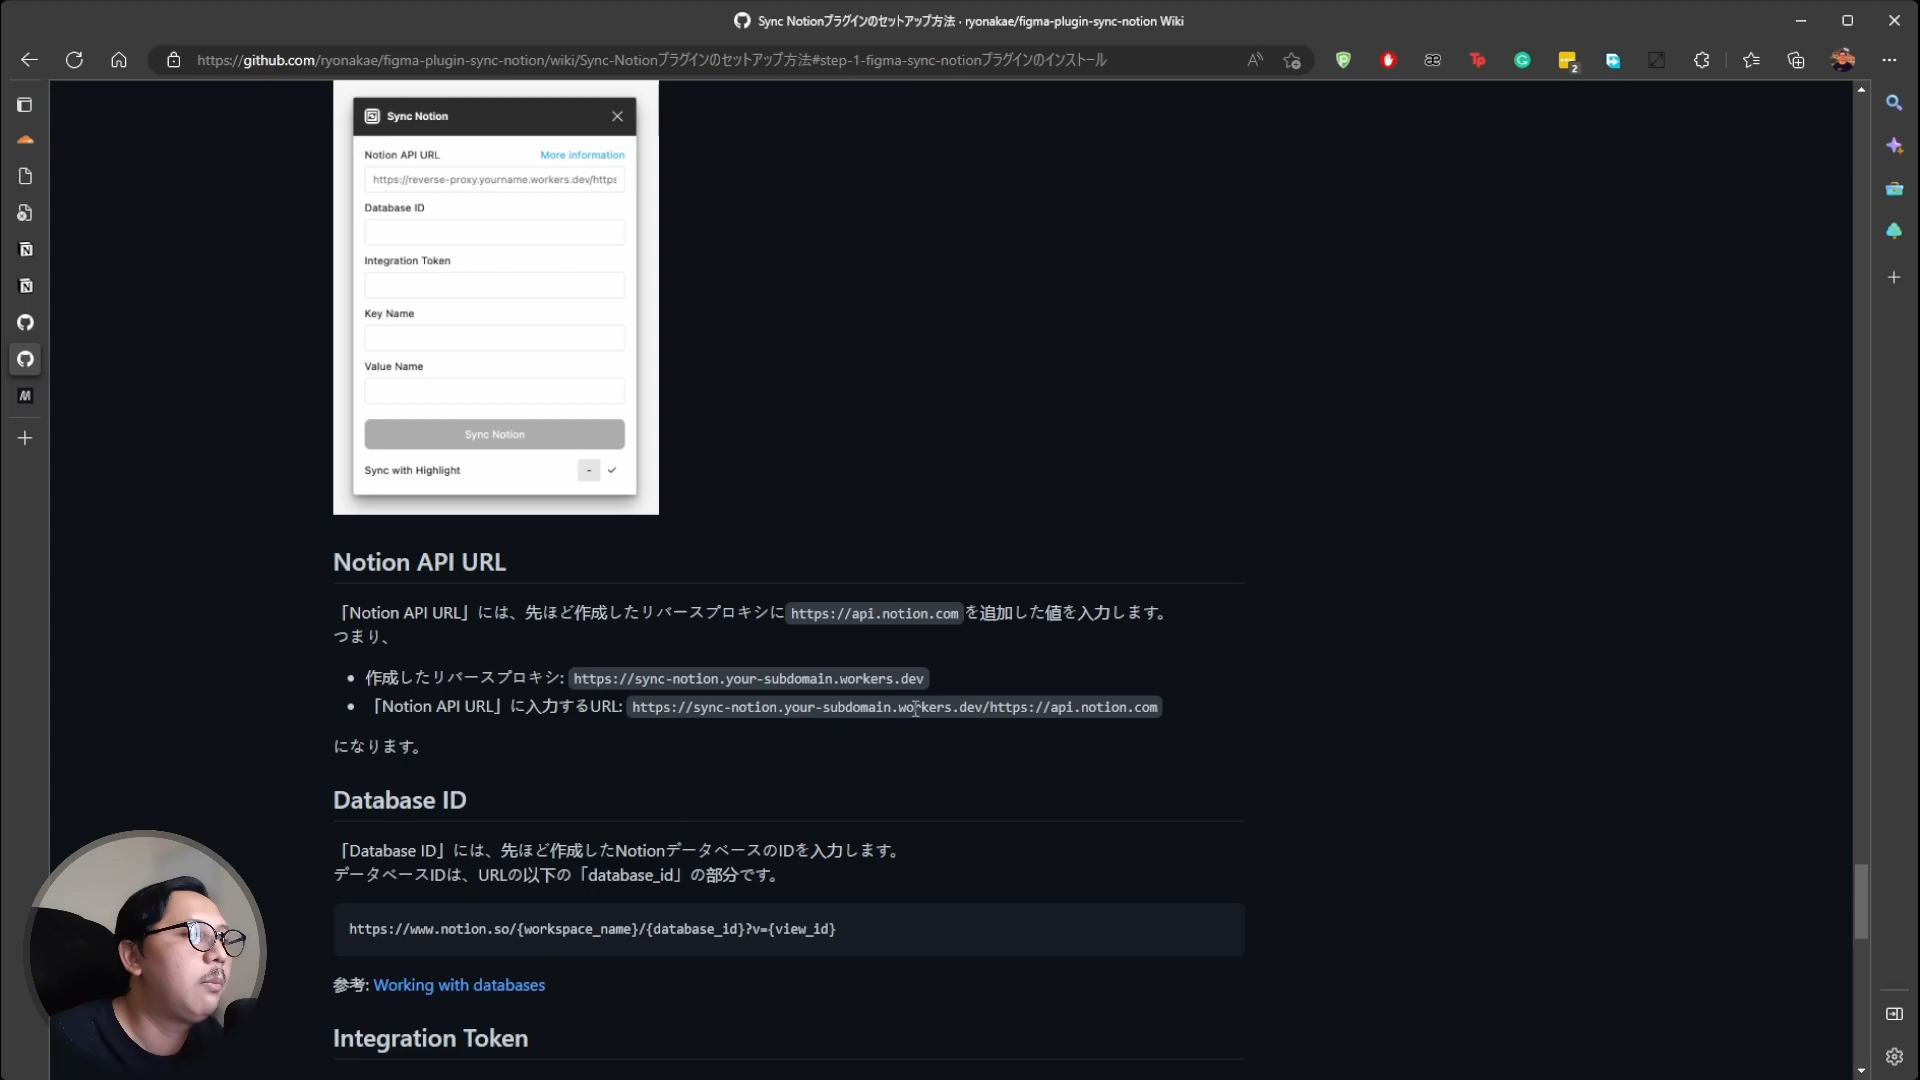 Sync Notionプラグインのセットアップ方法 · ryonakae/figma-plugin-sync-notion Wiki
https://github.com/ryonakae/figma-plugin-sync-notion/wiki/Sync-Notionプラグインのセットアップ方法#step-1-figma-sync-notionプラグインのインストール
Sync Notion
Notion API URL
More information
https://reverse-proxy.yourname.workers.dev/https
Database ID
Integration Token
Key Name
Value Name
Sync Notion
Sync with Highlight
Notion API URL
「Notion API URL」には、先ほど作成したリバースプロキシにhttps://api.notion.comを追加した値を入力します。
つまり、
作成したリバースプロキシ: https://sync-notion.your-subdomain.workers.dev
「Notion API URL」に入力するURL: https://sync-notion.your-subdomain.workers.dev/https://api.notion.com
になります。
Database ID
「Database ID」には、先ほど作成したNotionデータベースのIDを入力します。
データベースIDは、URLの以下の「database_id」の部分です。
https://www.notion.so/{workspace_name}/{database_id}?v={view_id}
参考: Working with databases
Integration Token